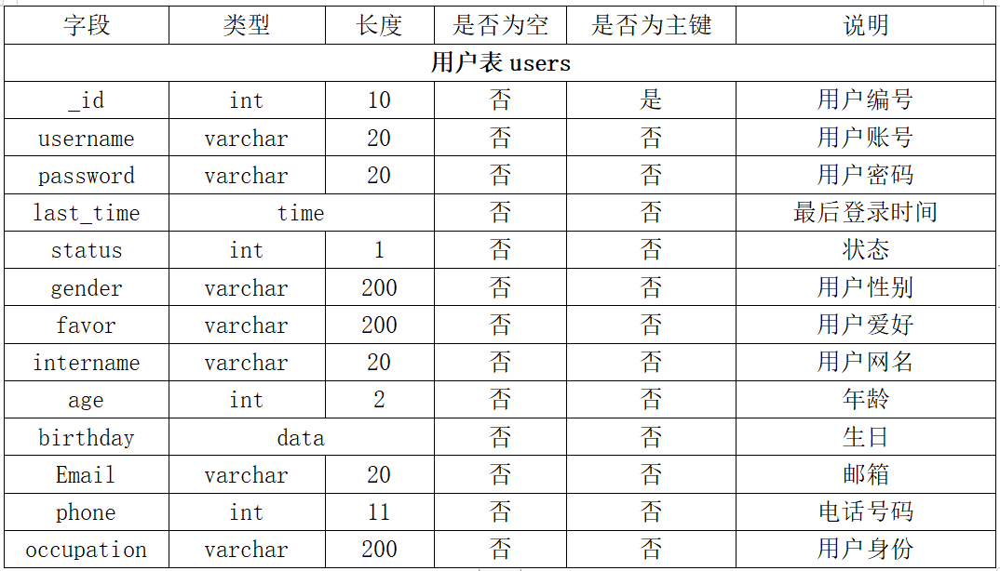 字段 类型 长度 是否为空 是否为主键 说明
用户表 users
_id int 10 否 是 用户编号
username varchar 20 否 否 用户账号
password varchar 20 否 否 用户密码
last_time time 否 否 最后登录时间
status int 1 否 否 状态
gender varchar 200 否 否 用户性别
favor varchar 200 否 否 用户爱好
intername varchar 20 否 否 用户网名
age int 2 否 否 年龄
birthday data 否 否 生日
Email varchar 20 否 否 邮箱
phone int 11 否 否 电话号码
occupation varchar 200 否 否 用户身份